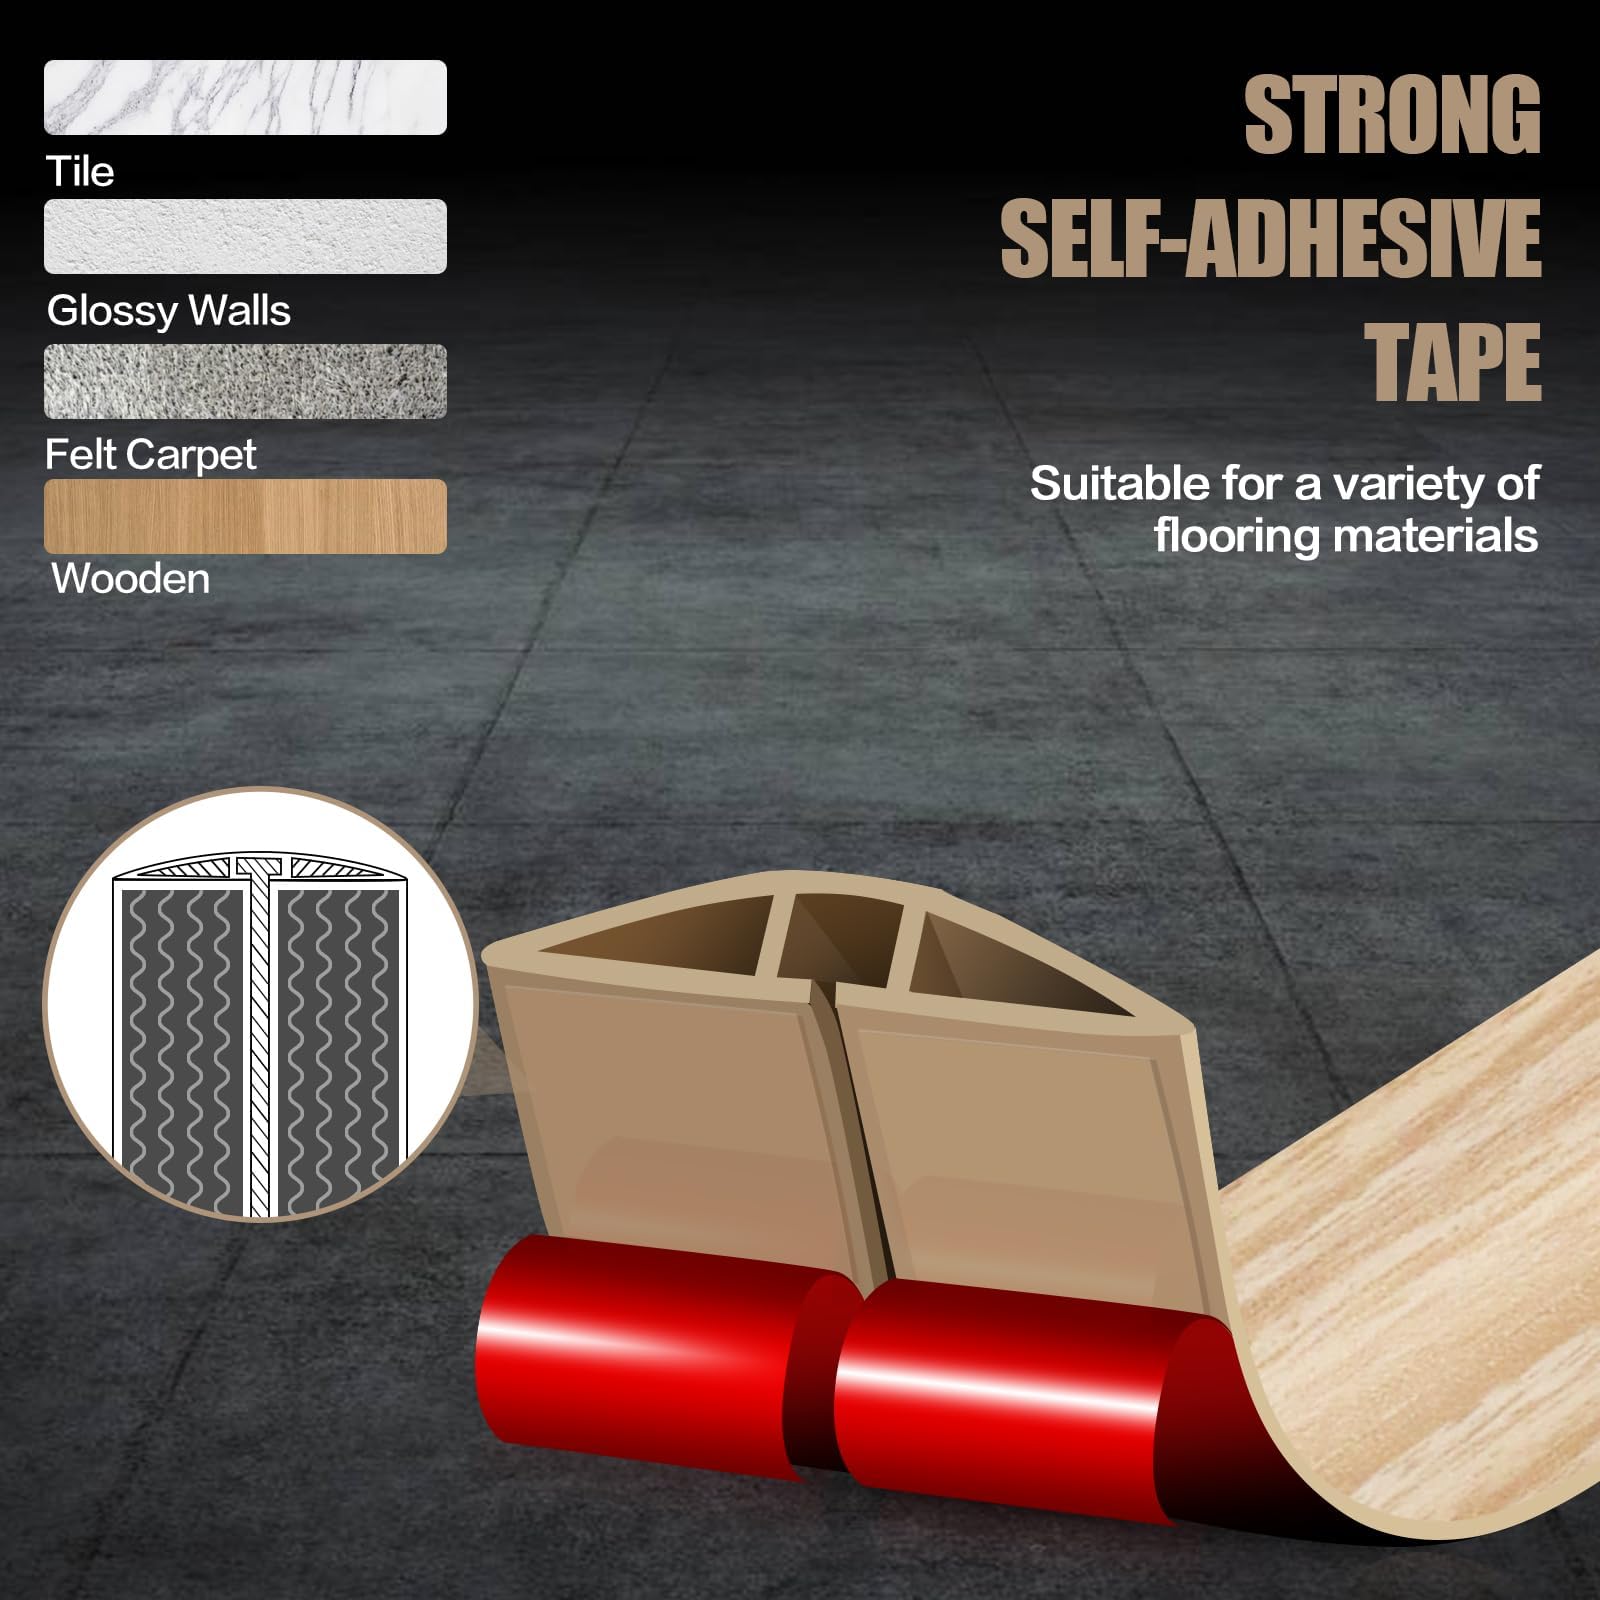 Tile
Glossy Walls
Felt Carpet
Wooden
STRONG
SELF-ADHESIVE
TAPE
Suitable for a variety of
flooring materials